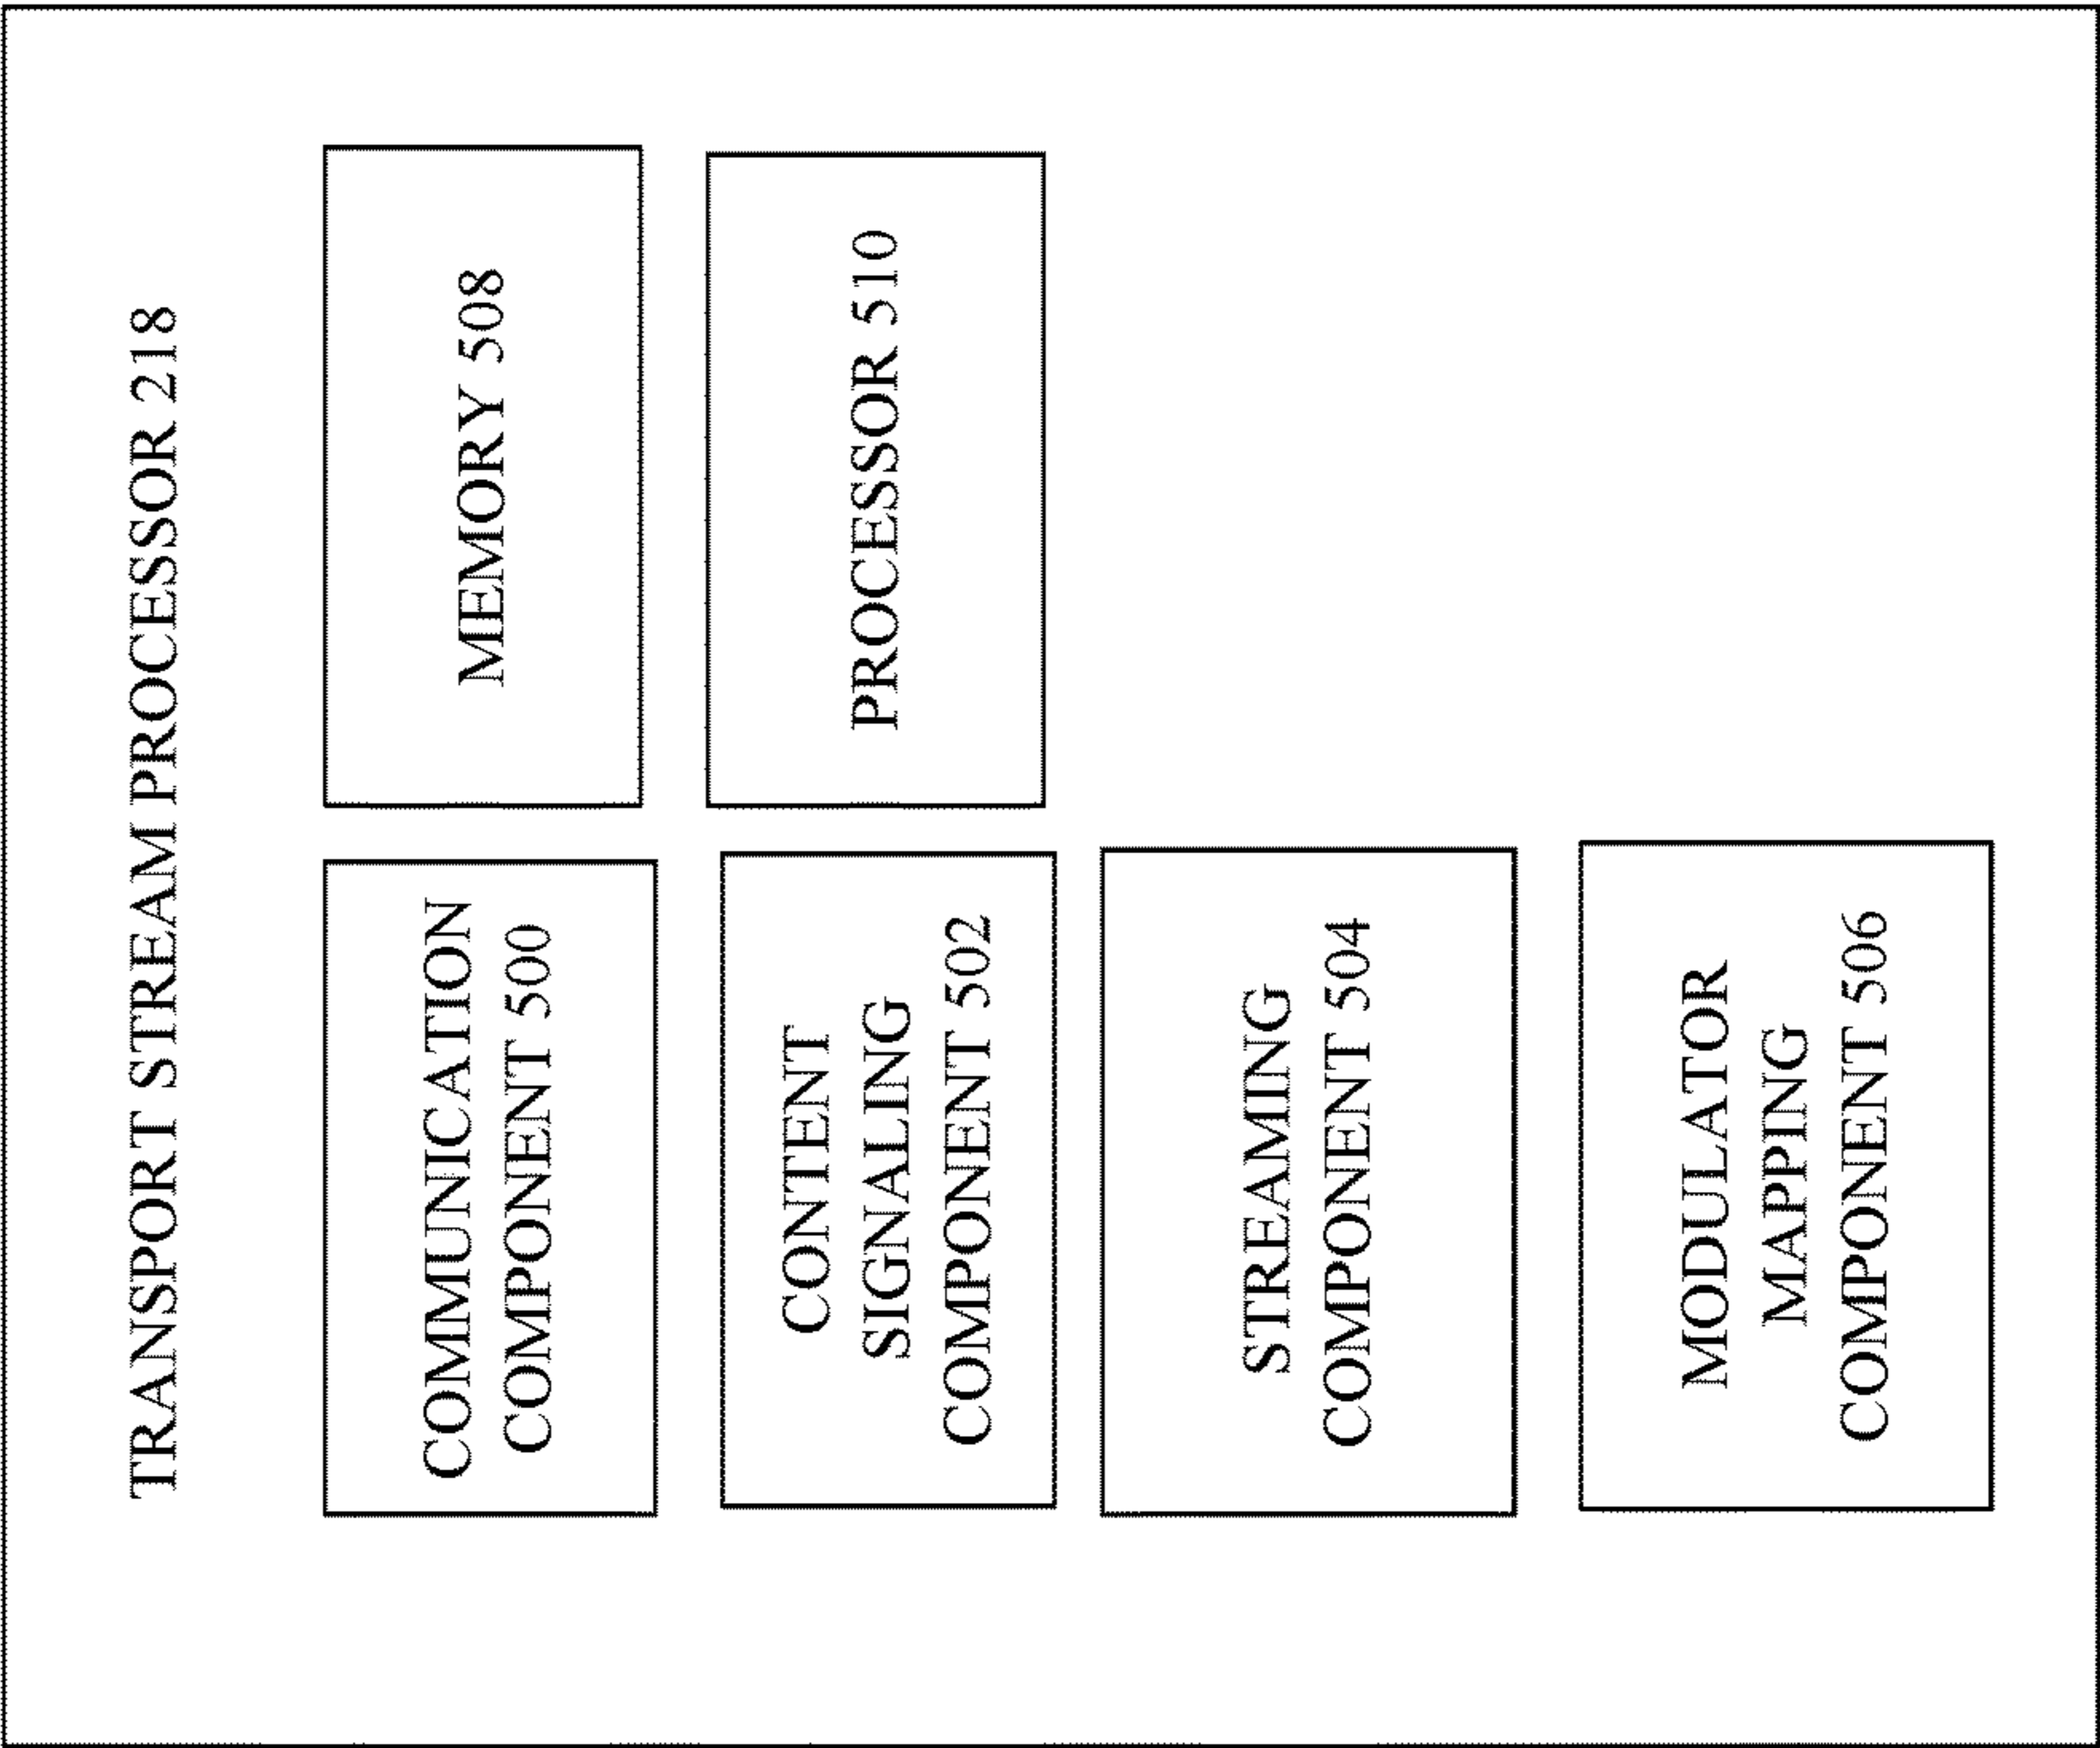 TRANSPORT STREAM PROCESSOR 218
COMMUNICATION
COMPONENT 500
MEMORY 508
CONTENT
SIGNALING
COMPONENT 502
PROCESSOR 510
STREAMING
COMPONENT 504
MODULATOR
MAPPING
COMPONENT 506